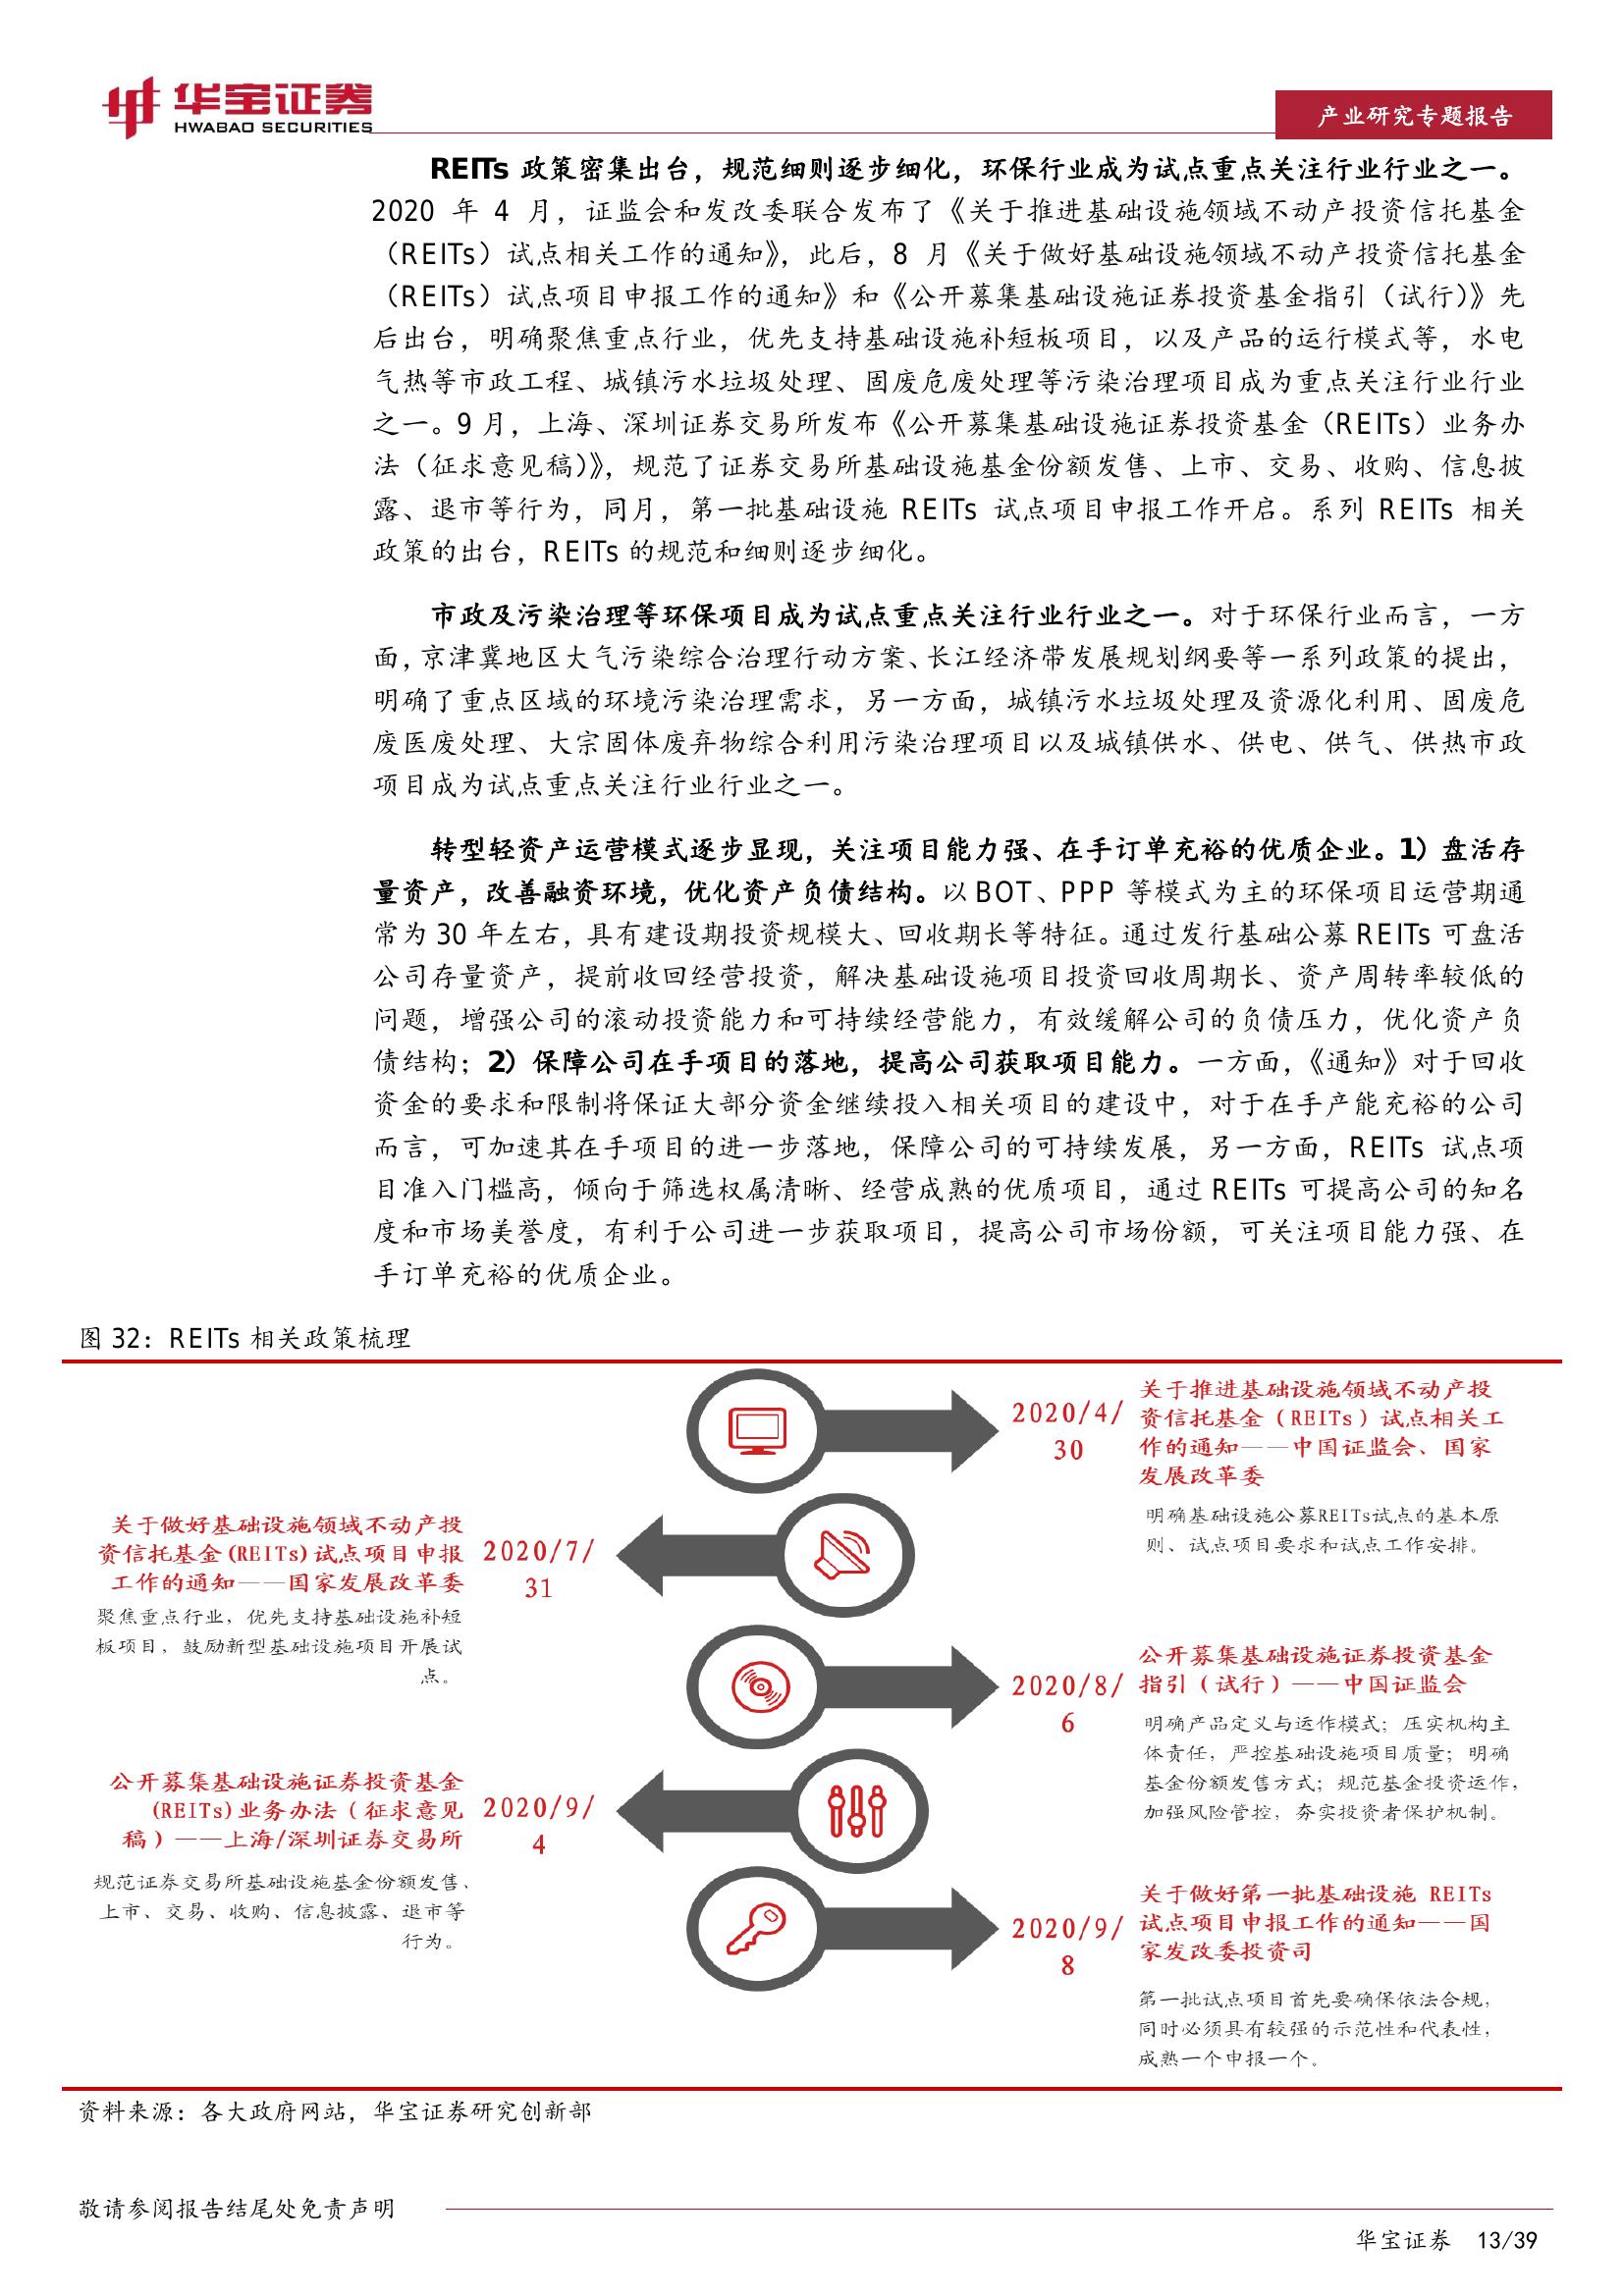 华宝证券
HWABAO SECURITIES
产业研究专题报告
REITs 政策密集出台，规范细则逐步细化，环保行业成为试点重点关注行业行业之一。
2020 年 4 月，证监会和发改委联合发布了《关于推进基础设施领域不动产投资信托基金
（REITs）试点相关工作的通知》，此后，8 月《关于做好基础设施领域不动产投资信托基金
（REITs）试点项目申报工作的通知》和《公开募集基础设施证券投资基金指引（试行）》先
后出台，明确聚焦重点行业，优先支持基础设施补短板项目，以及产品的运行模式等，水电
气热等市政工程、城镇污水垃圾处理、固废危废处理等污染治理项目成为重点关注行业行业
之一。9 月，上海、深圳证券交易所发布《公开募集基础设施证券投资基金（REITs）业务办
法（征求意见稿）》，规范了证券交易所基础设施基金份额发售、上市、交易、收购、信息披
露、退市等行为，同月，第一批基础设施 REITs 试点项目申报工作开启。系列 REITs 相关
政策的出台，REITs 的规范和细则逐步细化。
市政及污染治理等环保项目成为试点重点关注行业行业之一。对于环保行业而言，一方
面，京津冀地区大气污染综合治理行动方案、长江经济带发展规划纲要等一系列政策的提出，
明确了重点区域的环境污染治理需求，另一方面，城镇污水垃圾处理及资源化利用、固废危
废医废处理、大宗固体废弃物综合利用污染治理项目以及城镇供水、供电、供气、供热市政
项目成为试点重点关注行业行业之一。
转型轻资产运营模式逐步显现，关注项目能力强、在手订单充裕的优质企业。1）盘活存
量资产，改善融资环境，优化资产负债结构。以 BOT、PPP 等模式为主的环保项目运营期通
常为 30 年左右，具有建设期投资规模大、回收期长等特征。通过发行基础公募 REITs 可盘活
公司存量资产，提前收回经营投资，解决基础设施项目投资回收周期长、资产周转率较低的
问题，增强公司的滚动投资能力和可持续经营能力，有效缓解公司的负债压力，优化资产负
债结构；2）保障公司在手项目的落地，提高公司获取项目能力。一方面，《通知》对于回收
资金的要求和限制将保证大部分资金继续投入相关项目的建设中，对于在手产能充裕的公司
而言，可加速其在手项目的进一步落地，保障公司的可持续发展，另一方面，REITs 试点项
目准入门槛高，倾向于筛选权属清晰、经营成熟的优质项目，通过 REITs 可提高公司的知名
度和市场美誉度，有利于公司进一步获取项目，提高公司市场份额，可关注项目能力强、在
手订单充裕的优质企业。
图 32：REITs 相关政策梳理
2020/4/
30
关于推进基础设施领域不动产投
资信托基金（REITs）试点相关工
作的通知——中国证监会、国家
发展改革委
明确基础设施公募REITs试点的基本原
则、试点项目要求和试点工作安排。
关于做好基础设施领域不动产投
资信托基金(REITs)试点项目申报
工作的通知——国家发展改革委
聚焦重点行业，优先支持基础设施补短
板项目，鼓励新型基础设施项目开展试
点。
2020/7/
31
2020/8/
6
公开募集基础设施证券投资基金
指引（试行）——中国证监会
明确产品定义与运作模式；压实机构主
体责任，严控基础设施项目质量；明确
基金份额发售方式；规范基金投资运作，
加强风险管控，夯实投资者保护机制。
公开募集基础设施证券投资基金
(REITs)业务办法（征求意见
稿）——上海/深圳证券交易所
规范证券交易所基础设施基金份额发售、
上市、交易、收购、信息披露、退市等
行为。
2020/9/
4
2020/9/
8
关于做好第一批基础设施 REITs
试点项目申报工作的通知——国
家发改委投资司
第一批试点项目首先要确保依法合规，
同时必须具有较强的示范性和代表性，
成熟一个申报一个。
资料来源：各大政府网站，华宝证券研究创新部
敬请参阅报告结尾处免责声明
华宝证券 13/39